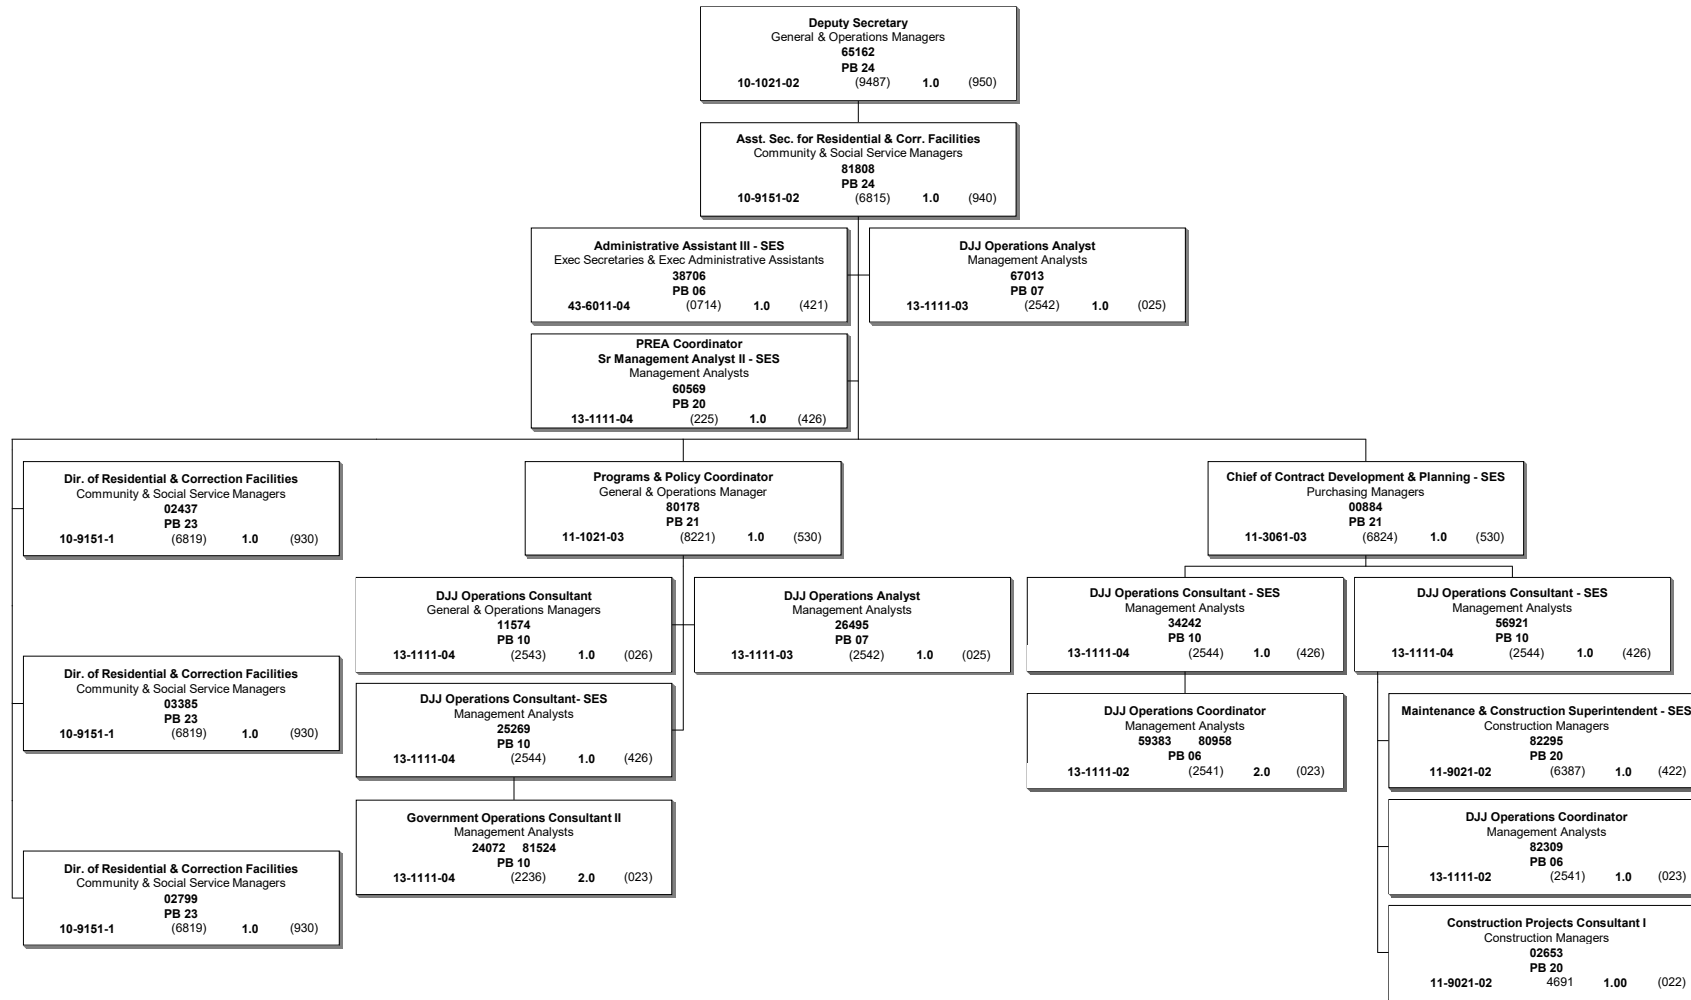 Deputy Secretary
General & Operations Managers
65162
PB 24
10-1021-02 (9487) 1.0 (950)
Asst. Sec. for Residential & Corr. Facilities
Community & Social Service Managers
81808
PB 24
10-9151-02 (6815) 1.0 (940)
Administrative Assistant III - SES
Exec Secretaries & Exec Administrative Assistants
38706
PB 06
43-6011-04 (0714) 1.0 (421)
DJJ Operations Analyst
Management Analysts
67013
PB 07
13-1111-03 (2542) 1.0 (025)
PREA Coordinator
Sr Management Analyst II - SES
Management Analysts
60569
PB 20
13-1111-04 (225) 1.0 (426)
Dir. of Residential & Correction Facilities
Community & Social Service Managers
02437
PB 23
10-9151-1 (6819) 1.0 (930)
Programs & Policy Coordinator
General & Operations Manager
80178
PB 21
11-1021-03 (8221) 1.0 (530)
Chief of Contract Development & Planning - SES
Purchasing Managers
00884
PB 21
11-3061-03 (6824) 1.0 (530)
DJJ Operations Consultant
General & Operations Managers
11574
PB 10
13-1111-04 (2543) 1.0 (026)
DJJ Operations Analyst
Management Analysts
26495
PB 07
13-1111-03 (2542) 1.0 (025)
DJJ Operations Consultant - SES
Management Analysts
34242
PB 10
13-1111-04 (2544) 1.0 (426)
DJJ Operations Consultant - SES
Management Analysts
56921
PB 10
13-1111-04 (2544) 1.0 (426)
Dir. of Residential & Correction Facilities
Community & Social Service Managers
03385
PB 23
10-9151-1 (6819) 1.0 (930)
DJJ Operations Consultant- SES
Management Analysts
25269
PB 10
13-1111-04 (2544) 1.0 (426)
DJJ Operations Coordinator
Management Analysts
59383 80958
PB 06
13-1111-02 (2541) 2.0 (023)
Maintenance & Construction Superintendent - SES
Construction Managers
82295
PB 20
11-9021-02 (6387) 1.0 (422)
Government Operations Consultant II
Management Analysts
24072 81524
PB 10
13-1111-04 (2236) 2.0 (023)
DJJ Operations Coordinator
Management Analysts
82309
PB 06
13-1111-02 (2541) 1.0 (023)
Dir. of Residential & Correction Facilities
Community & Social Service Managers
02799
PB 23
10-9151-1 (6819) 1.0 (930)
Construction Projects Consultant I
Construction Managers
02653
PB 20
11-9021-02 4691 1.00 (022)